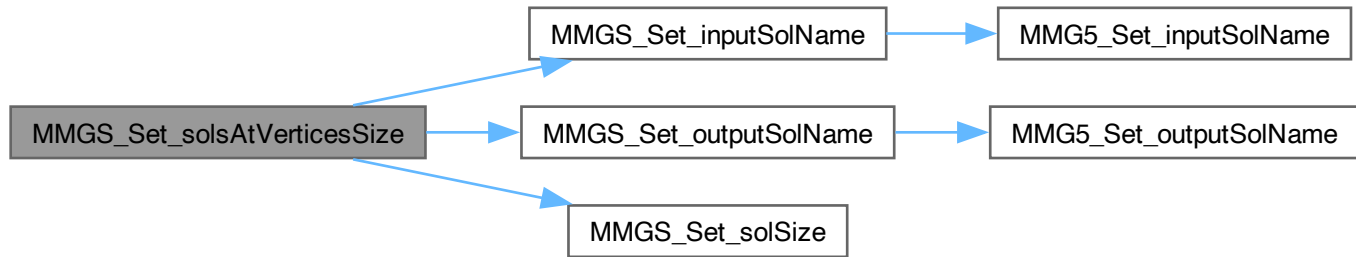 MMGS_Set_inputSolName
MMG5_Set_inputSolName
MMGS_Set_solsAtVerticesSize
MMGS_Set_outputSolName
MMG5_Set_outputSolName
MMGS_Set_solSize